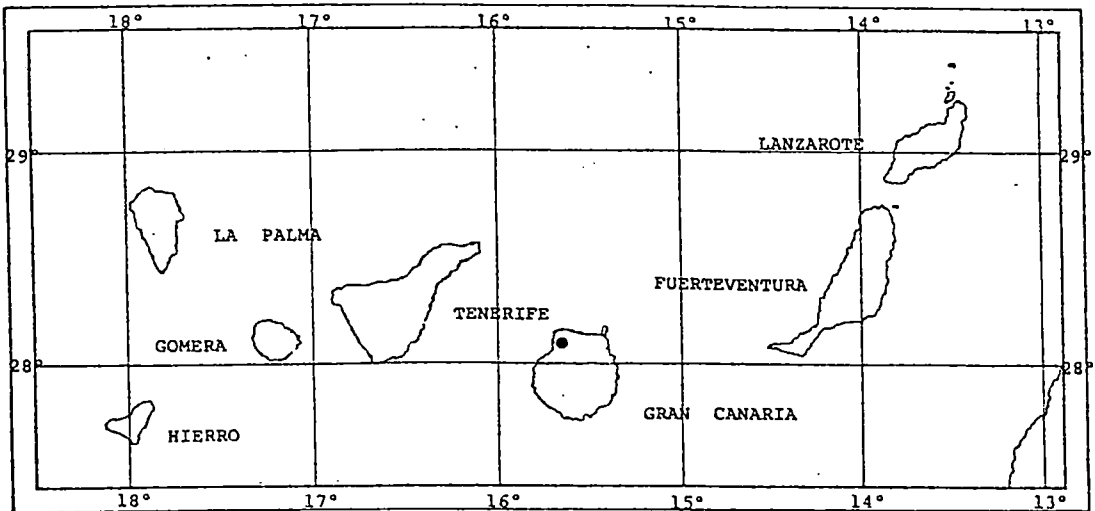 18° 17° 16° 15° 14° 13°
LANZAROTE
29° 29°
LA PALMA
FUERTEVENTURA
TENERIFE
GOMERA
28° 28°
GRAN CANARIA
HIERRO
18° 17° 16° 15° 14° 13°